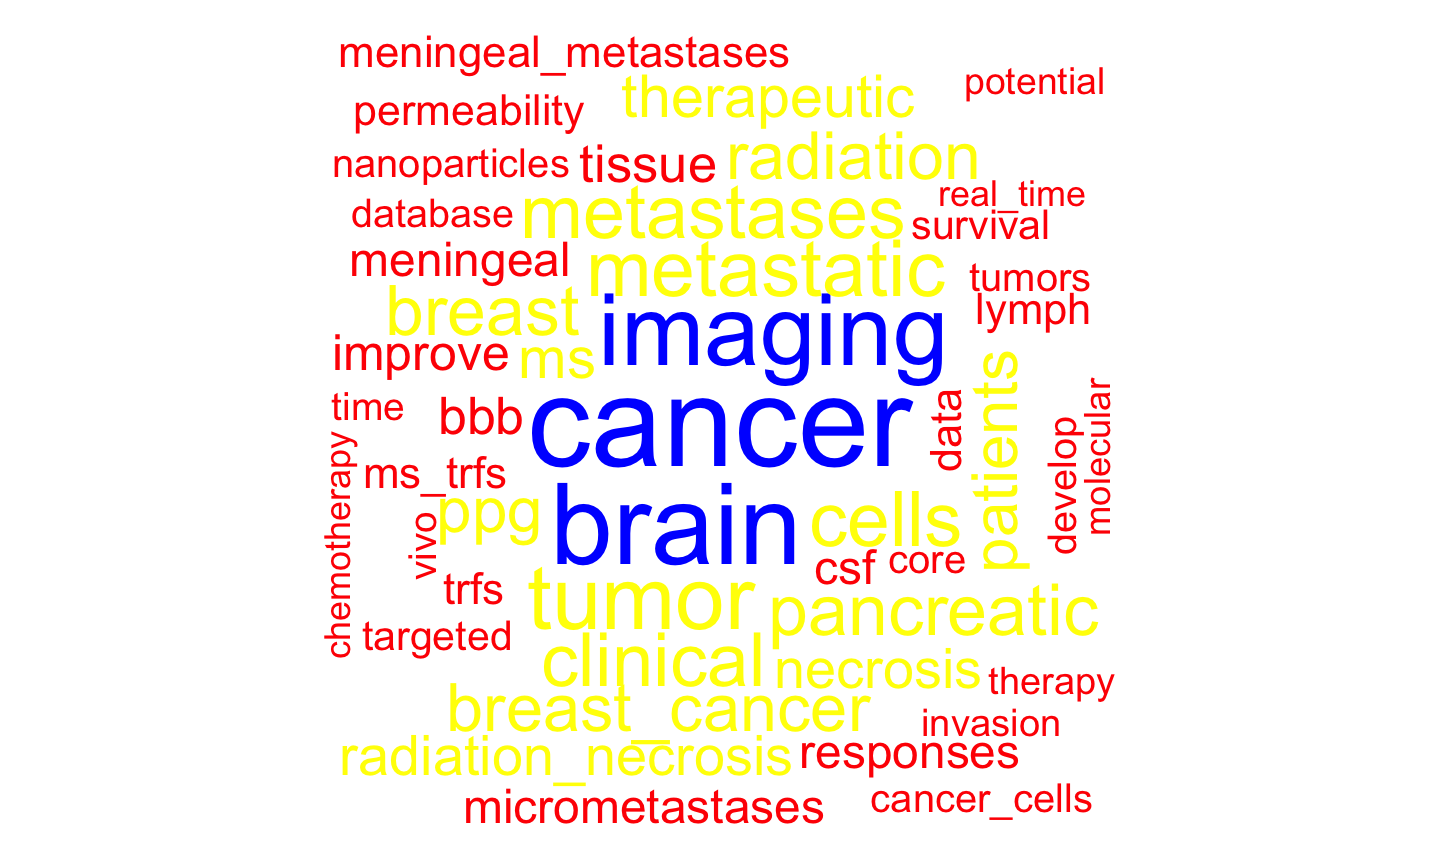 meningeal_metastases
potential
therapeutic
permeability
radiation
nanoparticles
tissue
real_time
database
metastases
survival
meningeal
metastatic
tumors
breast
imaging
lymph
improve
ms
patients
time
bbb
cancer
data
molecular
develop
chemotherapy
ms_trfs
vivo
ppg
brain
cells
csf
core
trfs
tumor
pancreatic
targeted
clinical
necrosis
therapy
breast_cancer
invasion
radiation_necrosis
responses
micrometastases
cancer_cells